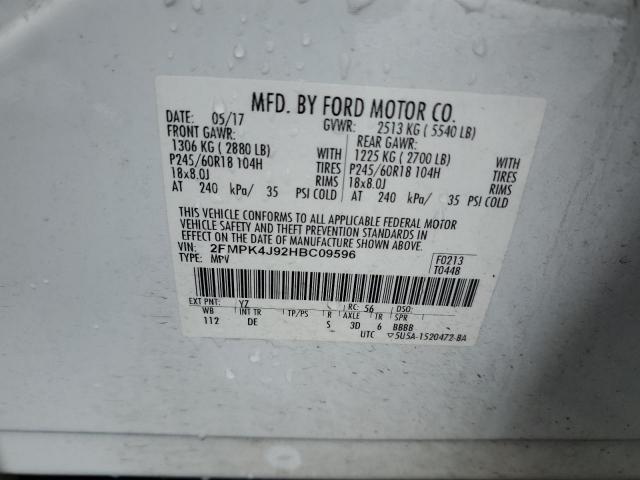 MFD. BY FORD MOTOR CO.
DATE: 05/17 GVWR: 2513 KG ( 5540 LB)
FRONT GAWR: REAR GAWR:
1306 KG ( 2880 LB) WITH 1225 KG ( 2700 LB) WITH
P245/60R18 104H TIRES P245/60R18 104H TIRES
18x8.0J RIMS 18x8.0J RIMS
AT 240 kPa/ 35 PSI COLD AT 240 kPa/ 35 PSI COLD
THIS VEHICLE CONFORMS TO ALL APPLICABLE FEDERAL MOTOR
VEHICLE SAFETY AND THEFT PREVENTION STANDARDS IN
EFFECT ON THE DATE OF MANUFACTURE SHOWN ABOVE.
VIN: 2FMPK4J92HBC09596 F0213
TYPE: MPV T0448
EXT PNT: YZ RC: 56 DSO:
WB INT TR TP/PS R AXLE TR SPR
112 DE S 3D 6 BBBB
UTC ▽5U5A-1520472-BA